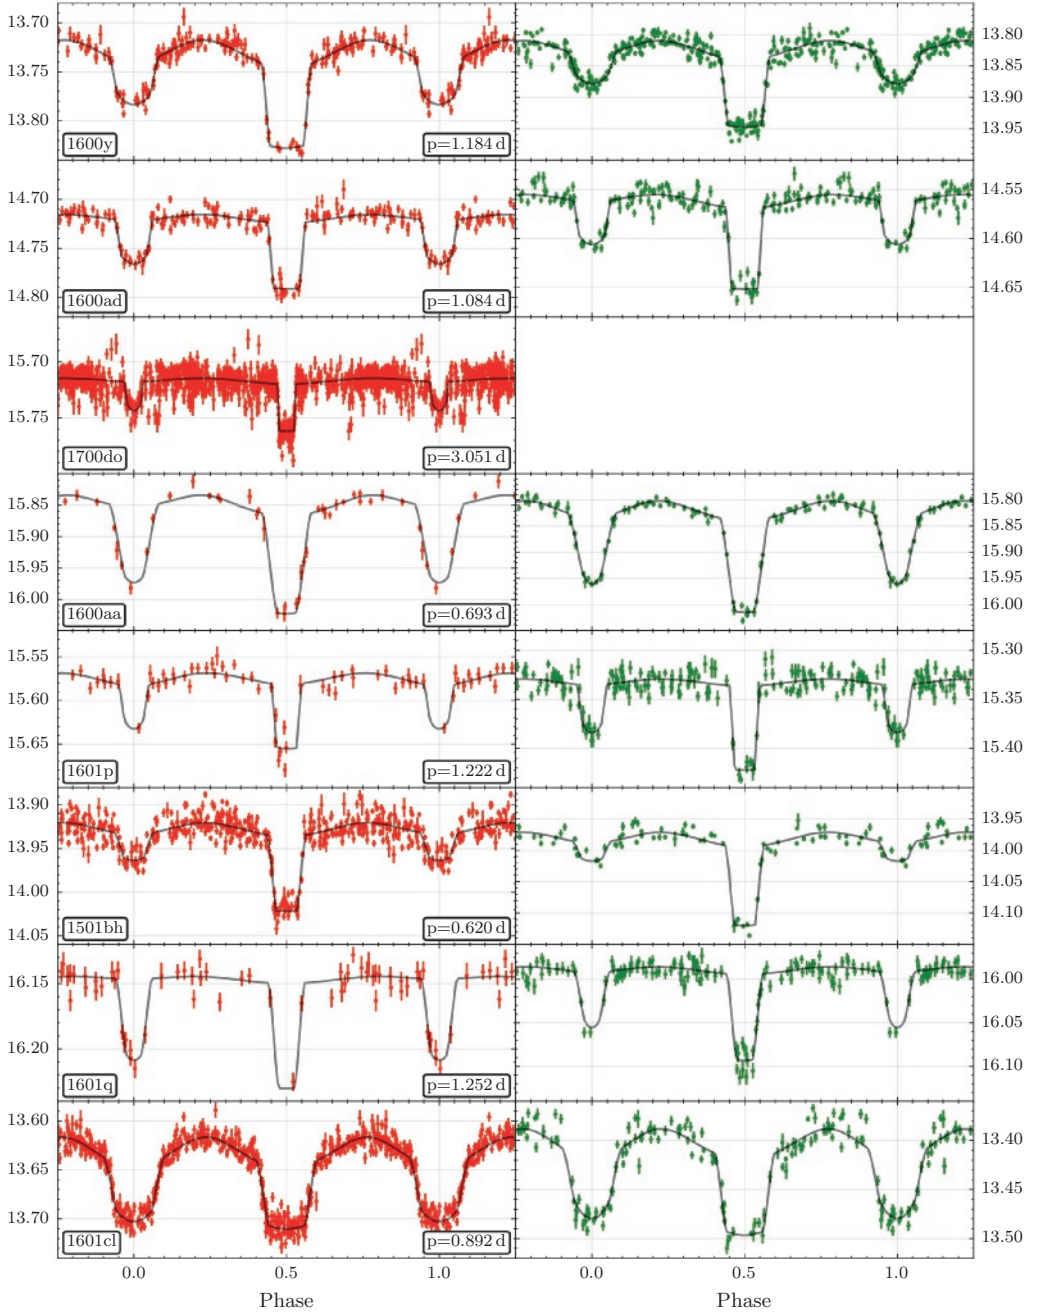 13.70
13.75
13.80
1600y
p=1.184 d
13.80
13.85
13.90
13.95
14.70
14.75
14.80
1600ad
p=1.084 d
14.55
14.60
14.65
15.70
15.75
1700do
p=3.051 d
15.85
15.90
15.95
16.00
1600aa
p=0.693 d
15.80
15.85
15.90
15.95
16.00
15.55
15.60
15.65
1601p
p=1.222 d
15.30
15.35
15.40
13.90
13.95
14.00
14.05
1501bh
p=0.620 d
13.95
14.00
14.05
14.10
16.15
16.20
1601q
p=1.252 d
16.00
16.05
16.10
13.60
13.65
13.70
1601cl
p=0.892 d
13.40
13.45
13.50
0.0 0.5 1.0 0.0 0.5 1.0
Phase Phase